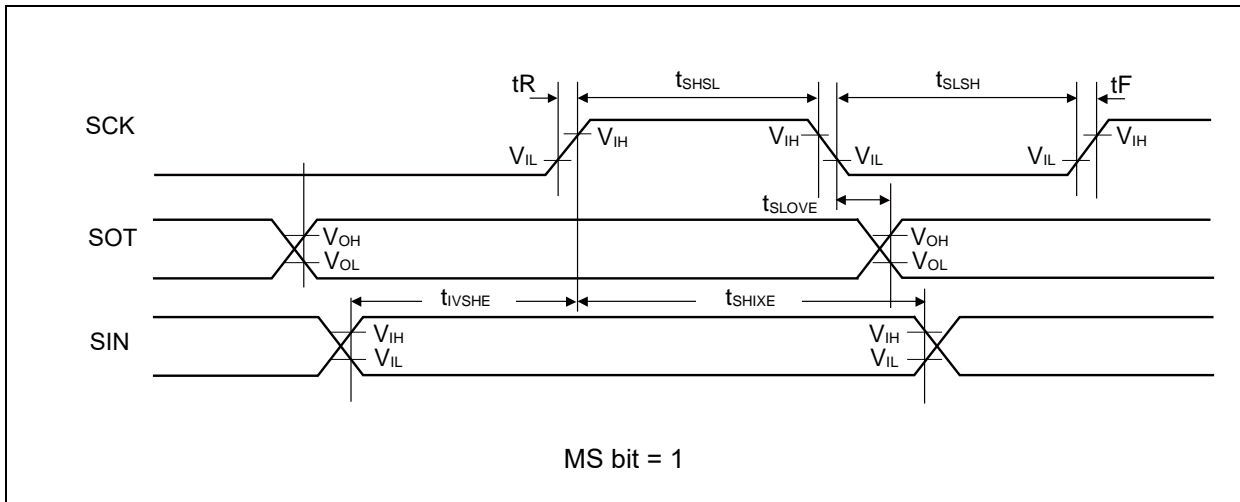 tR
tSHSL
tSLSH
tF
SCK
VIH
VIH
VIH
VIL
VIL
VIL
tSLOVE
SOT
VOH
VOH
VOL
VOL
tIVSHE
tSHIXE
SIN
VIH
VIH
VIL
VIL
MS bit = 1